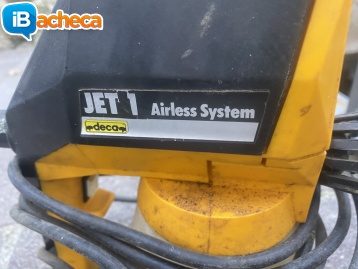 iBacheca
JET 1 Airless System
deca